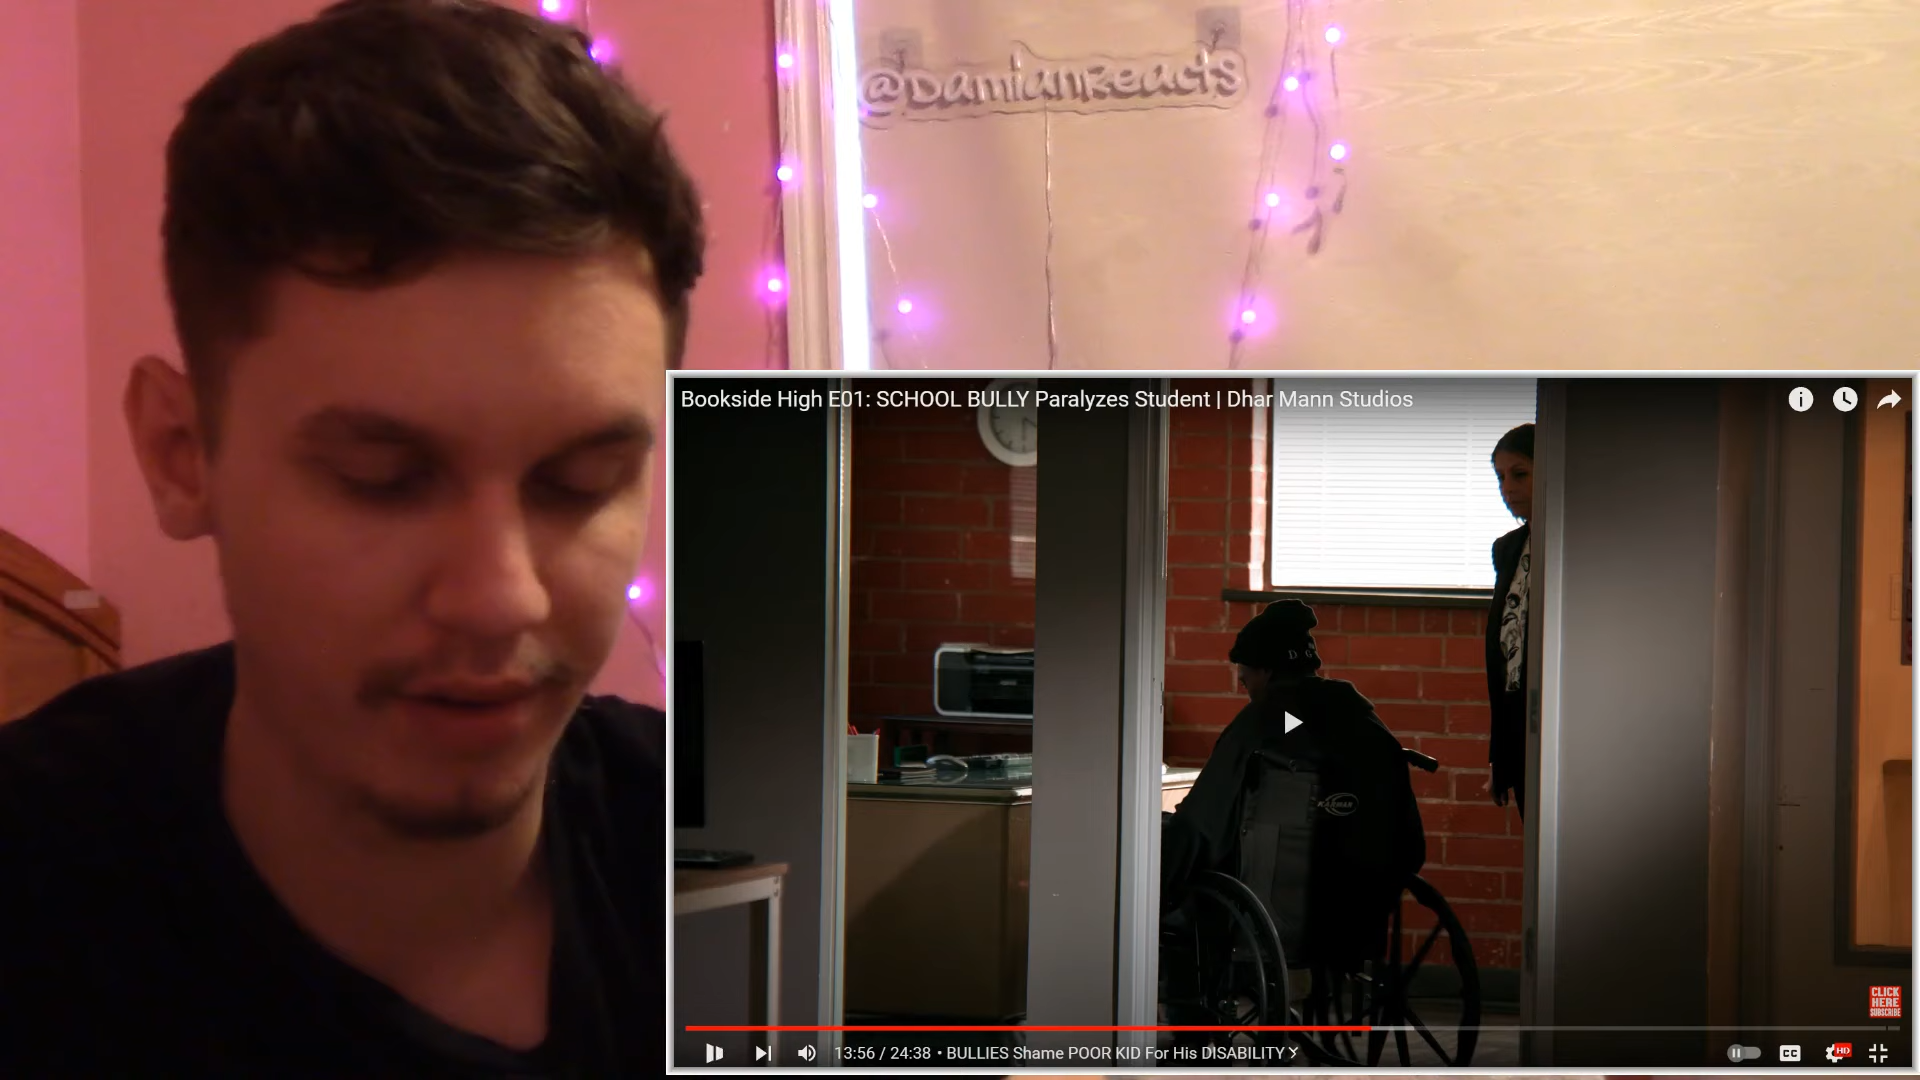 @DamianReacts
Bookside High E01: SCHOOL BULLY Paralyzes Student | Dhar Mann Studios
D G
KARMAN
CLICK
HERE
SUBSCRIBE
13:56 / 24:38 • BULLIES Shame POOR KID For His DISABILITY
CC
HD